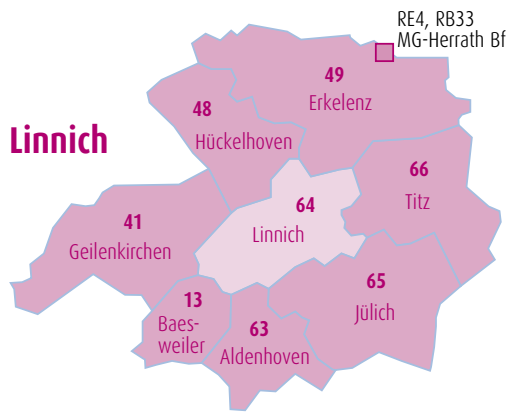 RE4, RB33
MG-Herrath Bf
49
Erkelenz
48
Hückelhoven
Linnich
66
Titz
64
Linnich
41
Geilenkirchen
65
Jülich
13
Baes-
weiler
63
Aldenhoven